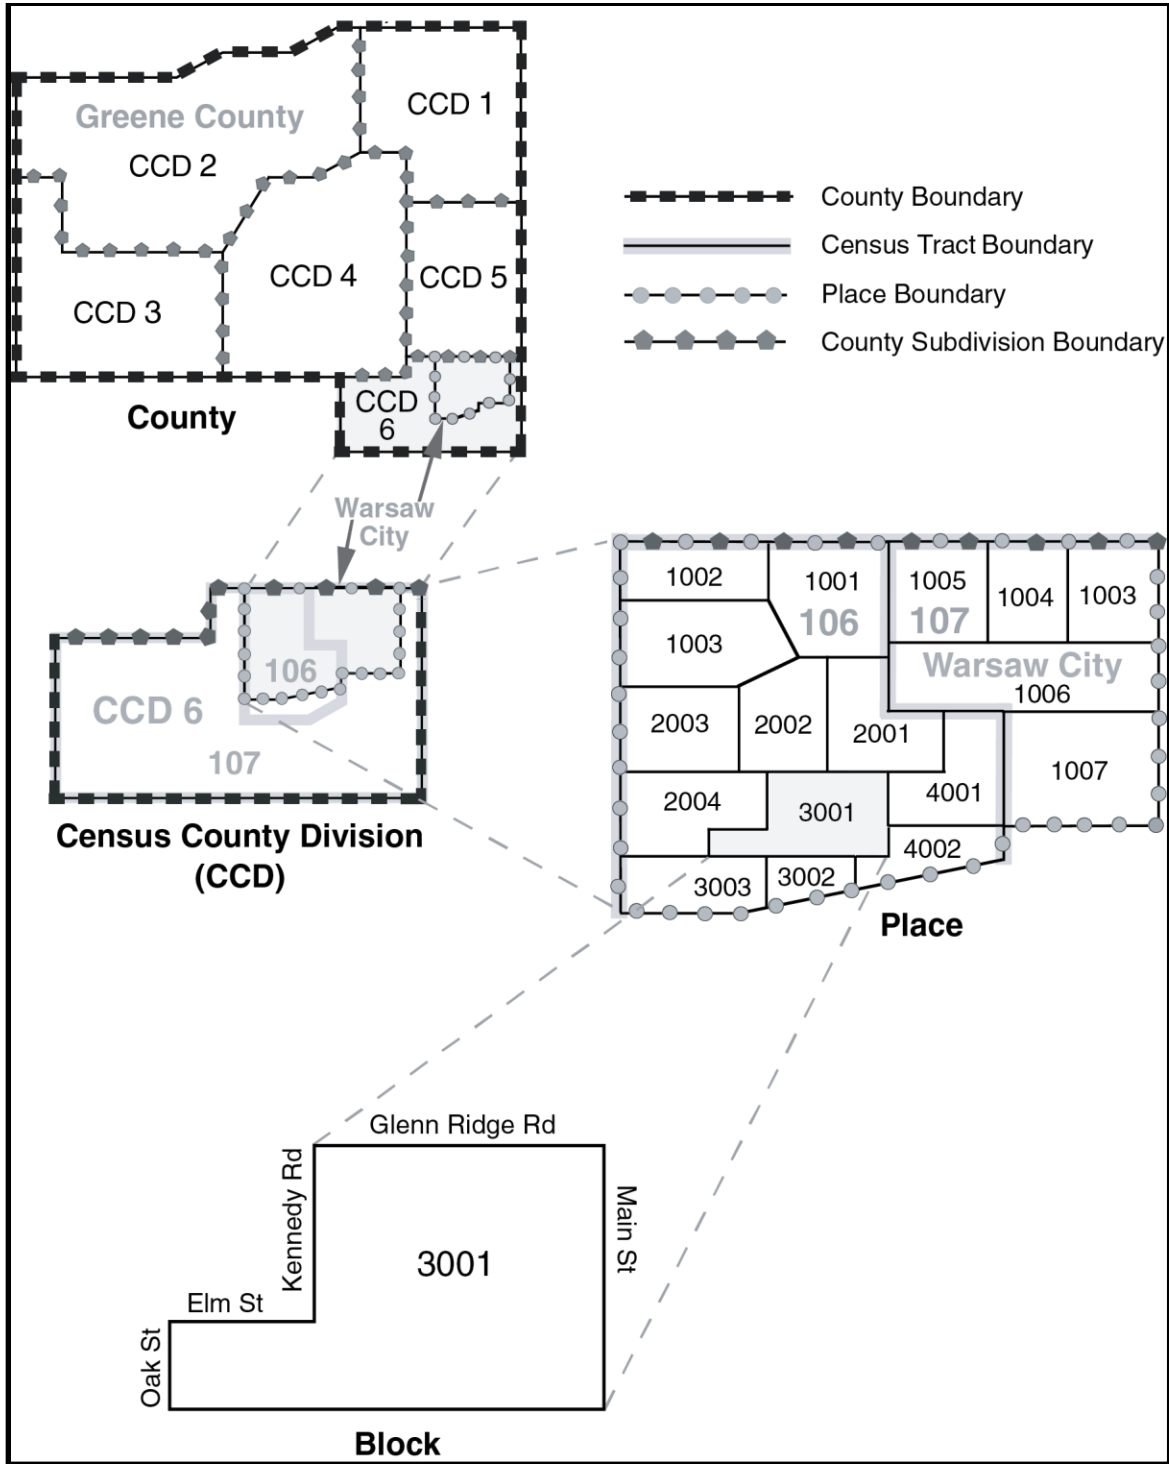 CCD 1
Greene County
CCD 2
CCD 4
CCD 5
CCD 3
CCD
6
County
County Boundary
Census Tract Boundary
Place Boundary
County Subdivision Boundary
Warsaw
City
106
CCD 6
107
Census County Division
(CCD)
1002
1001
1005
1004
1003
106
107
1003
Warsaw City
1006
2003
2002
2001
1007
2004
3001
4001
4002
3003
3002
Place
Glenn Ridge Rd
Kennedy Rd
Main St
3001
Elm St
Oak St
Block